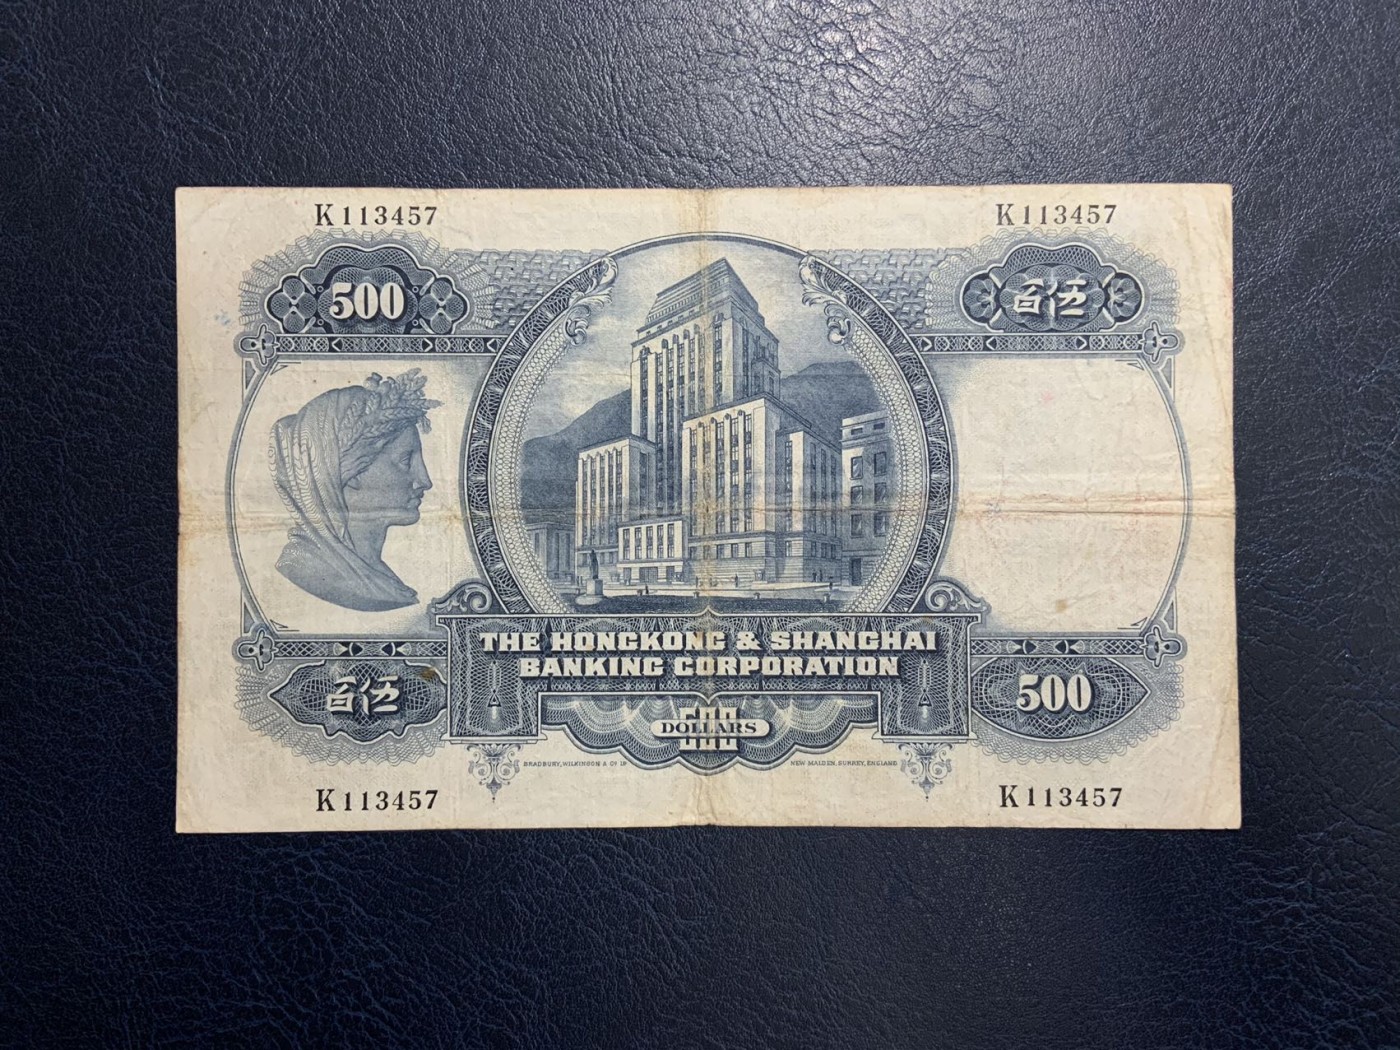 K113457 K113457
500 百伍
THE HONGKONG & SHANGHAI
BANKING CORPORATION
百伍 500
500
DOLLARS
BRADBURY, WILKINSON & Cº Lᴰ NEW MALDEN, SURREY, ENGLAND
K113457 K113457